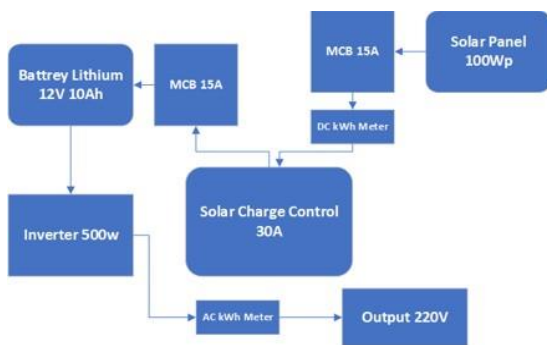 Solar Panel
100Wp
MCB 15A
DC kWh Meter
Solar Charge Control
30A
MCB 15A
Battrey Lithium
12V 10Ah
Inverter 500w
AC kWh Meter
Output 220V